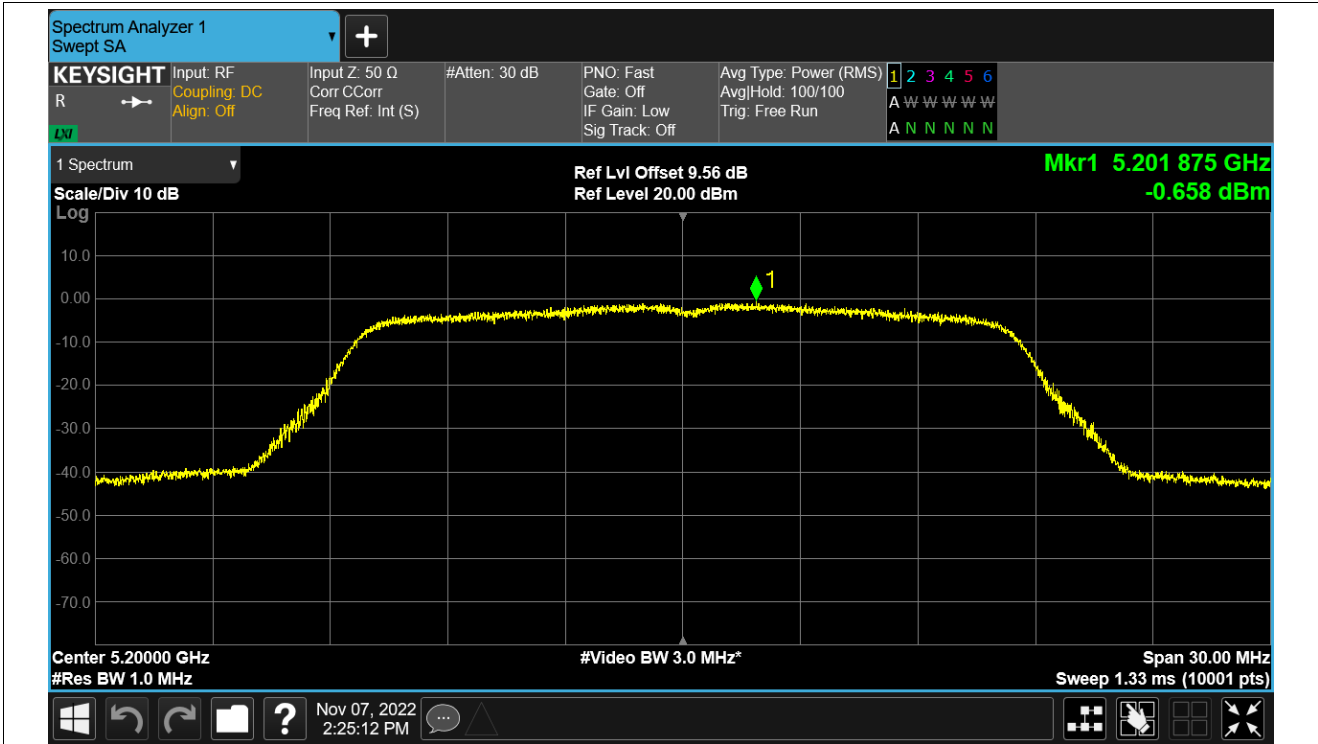 Spectrum Analyzer 1
Swept SA
+
KEYSIGHT
R
LXI
Input: RF
Coupling: DC
Align: Off
Input Z: 50 Ω
Corr CCorr
Freq Ref: Int (S)
#Atten: 30 dB
PNO: Fast
Gate: Off
IF Gain: Low
Sig Track: Off
Avg Type: Power (RMS)
Avg|Hold: 100/100
Trig: Free Run
1 2 3 4 5 6
A W W W W W
A N N N N N
1 Spectrum
Scale/Div 10 dB
Log
Ref Lvl Offset 9.56 dB
Ref Level 20.00 dBm
Mkr1 5.201 875 GHz
-0.658 dBm
10.0
0.00
-10.0
-20.0
-30.0
-40.0
-50.0
-60.0
-70.0
1
Center 5.20000 GHz
#Res BW 1.0 MHz
#Video BW 3.0 MHz*
Span 30.00 MHz
Sweep 1.33 ms (10001 pts)
?
Nov 07, 2022
2:25:12 PM